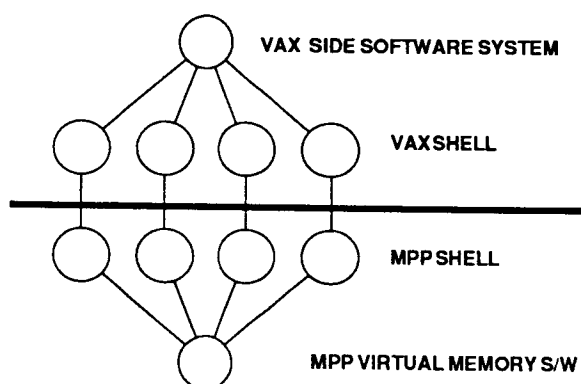 VAX SIDE SOFTWARE SYSTEM
VAXSHELL
MPP SHELL
MPP VIRTUAL MEMORY S/W